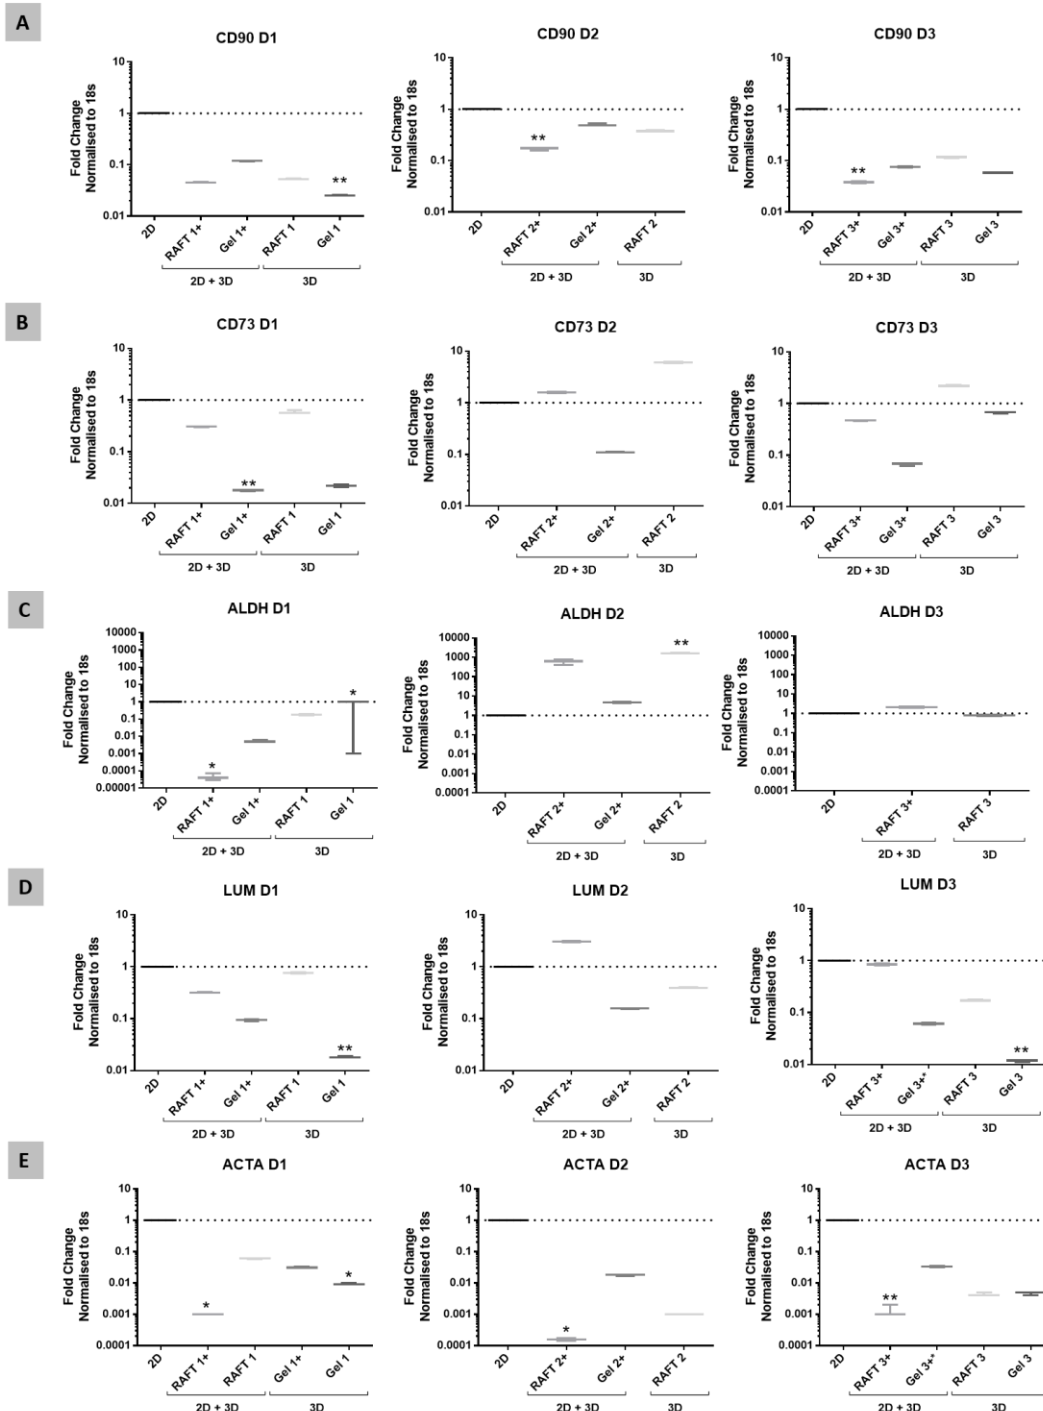 A
CD90 D1
Fold Change
Normalised to 18s
10
1
0.1
0.01
**
2D
RAFT 1+
Gel 1+
RAFT 1
Gel 1
2D + 3D
3D
CD90 D2
Fold Change
Normalised to 18s
10
1
0.1
0.01
**
2D
RAFT 2+
Gel 2+
RAFT 2
2D + 3D
3D
CD90 D3
Fold Change
Normalised to 18s
10
1
0.1
0.01
**
2D
RAFT 3+
Gel 3+
RAFT 3
Gel 3
2D + 3D
3D
B
CD73 D1
Fold Change
Normalised to 18s
10
1
0.1
0.01
**
2D
RAFT 1+
Gel 1+
RAFT 1
Gel 1
2D + 3D
3D
CD73 D2
Fold Change
Normalised to 18s
10
1
0.1
0.01
2D
RAFT 2+
Gel 2+
RAFT 2
2D + 3D
3D
CD73 D3
Fold Change
Normalised to 18s
10
1
0.1
0.01
2D
RAFT 3+
Gel 3+
RAFT 3
Gel 3
2D + 3D
3D
C
ALDH D1
Fold Change
Normalised to 18s
10000
1000
100
10
1
0.1
0.01
0.001
0.0001
0.00001
*
*
2D
RAFT 1+
Gel 1+
RAFT 1
Gel 1
2D + 3D
3D
ALDH D2
Fold Change
Normalised to 18s
10000
1000
100
10
1
0.1
0.01
0.001
0.0001
**
2D
RAFT 2+
Gel 2+
RAFT 2
2D + 3D
3D
ALDH D3
Fold Change
Normalised to 18s
10000
1000
100
10
1
0.1
0.01
0.001
0.0001
2D
RAFT 3+
RAFT 3
2D + 3D
3D
D
LUM D1
Fold Change
Normalised to 18s
10
1
0.1
0.01
**
2D
RAFT 1+
Gel 1+
RAFT 1
Gel 1
2D + 3D
3D
LUM D2
Fold Change
Normalised to 18s
10
1
0.1
0.01
2D
RAFT 2+
Gel 2+
RAFT 2
2D + 3D
3D
LUM D3
Fold Change
Normalised to 18s
10
1
0.1
0.01
**
2D
RAFT 3+
Gel 3+*
RAFT 3
Gel 3
2D + 3D
3D
E
ACTA D1
Fold Change
Normalised to 18s
10
1
0.1
0.01
0.001
0.0001
*
*
2D
RAFT 1+
RAFT 1
Gel 1+
Gel 1
2D + 3D
3D
ACTA D2
Fold Change
Normalised to 18s
10
1
0.1
0.01
0.001
0.0001
*
2D
RAFT 2+
Gel 2+
RAFT 2
2D + 3D
3D
ACTA D3
Fold Change
Normalised to 18s
10
1
0.1
0.01
0.001
0.0001
**
2D
RAFT 3+
Gel 3+*
RAFT 3
Gel 3
2D + 3D
3D